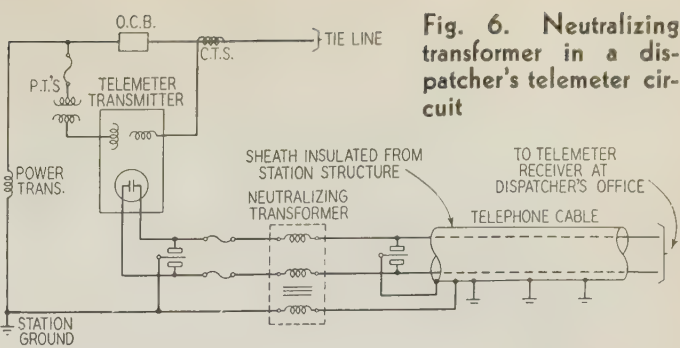 O.C.B.
TIE LINE
C.T.S.
Fig. 6. Neutralizing
transformer in a dis-
patcher's telemeter cir-
cuit
P.T.'S
TELEMETER
TRANSMITTER
POWER
TRANS.
SHEATH INSULATED FROM
STATION STRUCTURE
NEUTRALIZING
TRANSFORMER
TO TELEMETER
RECEIVER AT
DISPATCHER'S OFFICE
TELEPHONE CABLE
STATION
GROUND